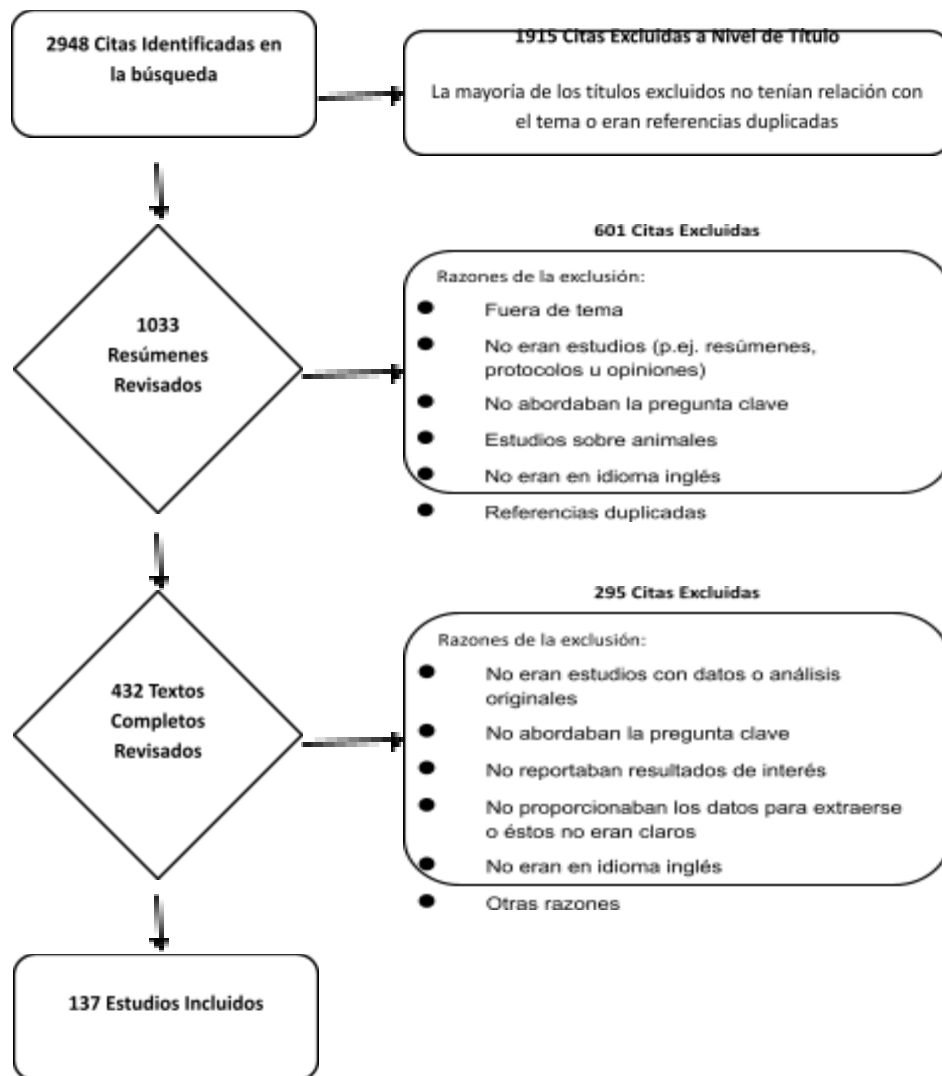 2948 Citas Identificadas en
la búsqueda
1915 Citas Excluidas a Nivel de Título
La mayoría de los títulos excluidos no tenían relación con
el tema o eran referencias duplicadas
1033
Resúmenes
Revisados
601 Citas Excluidas
Razones de la exclusión:
● Fuera de tema
● No eran estudios (p.ej. resúmenes,
protocolos u opiniones)
● No abordaban la pregunta clave
● Estudios sobre animales
● No eran en idioma inglés
● Referencias duplicadas
432 Textos
Completos
Revisados
295 Citas Excluidas
Razones de la exclusión:
● No eran estudios con datos o análisis
originales
● No abordaban la pregunta clave
● No reportaban resultados de interés
● No proporcionaban los datos para extraerse
o éstos no eran claros
● No eran en idioma inglés
● Otras razones
137 Estudios Incluidos